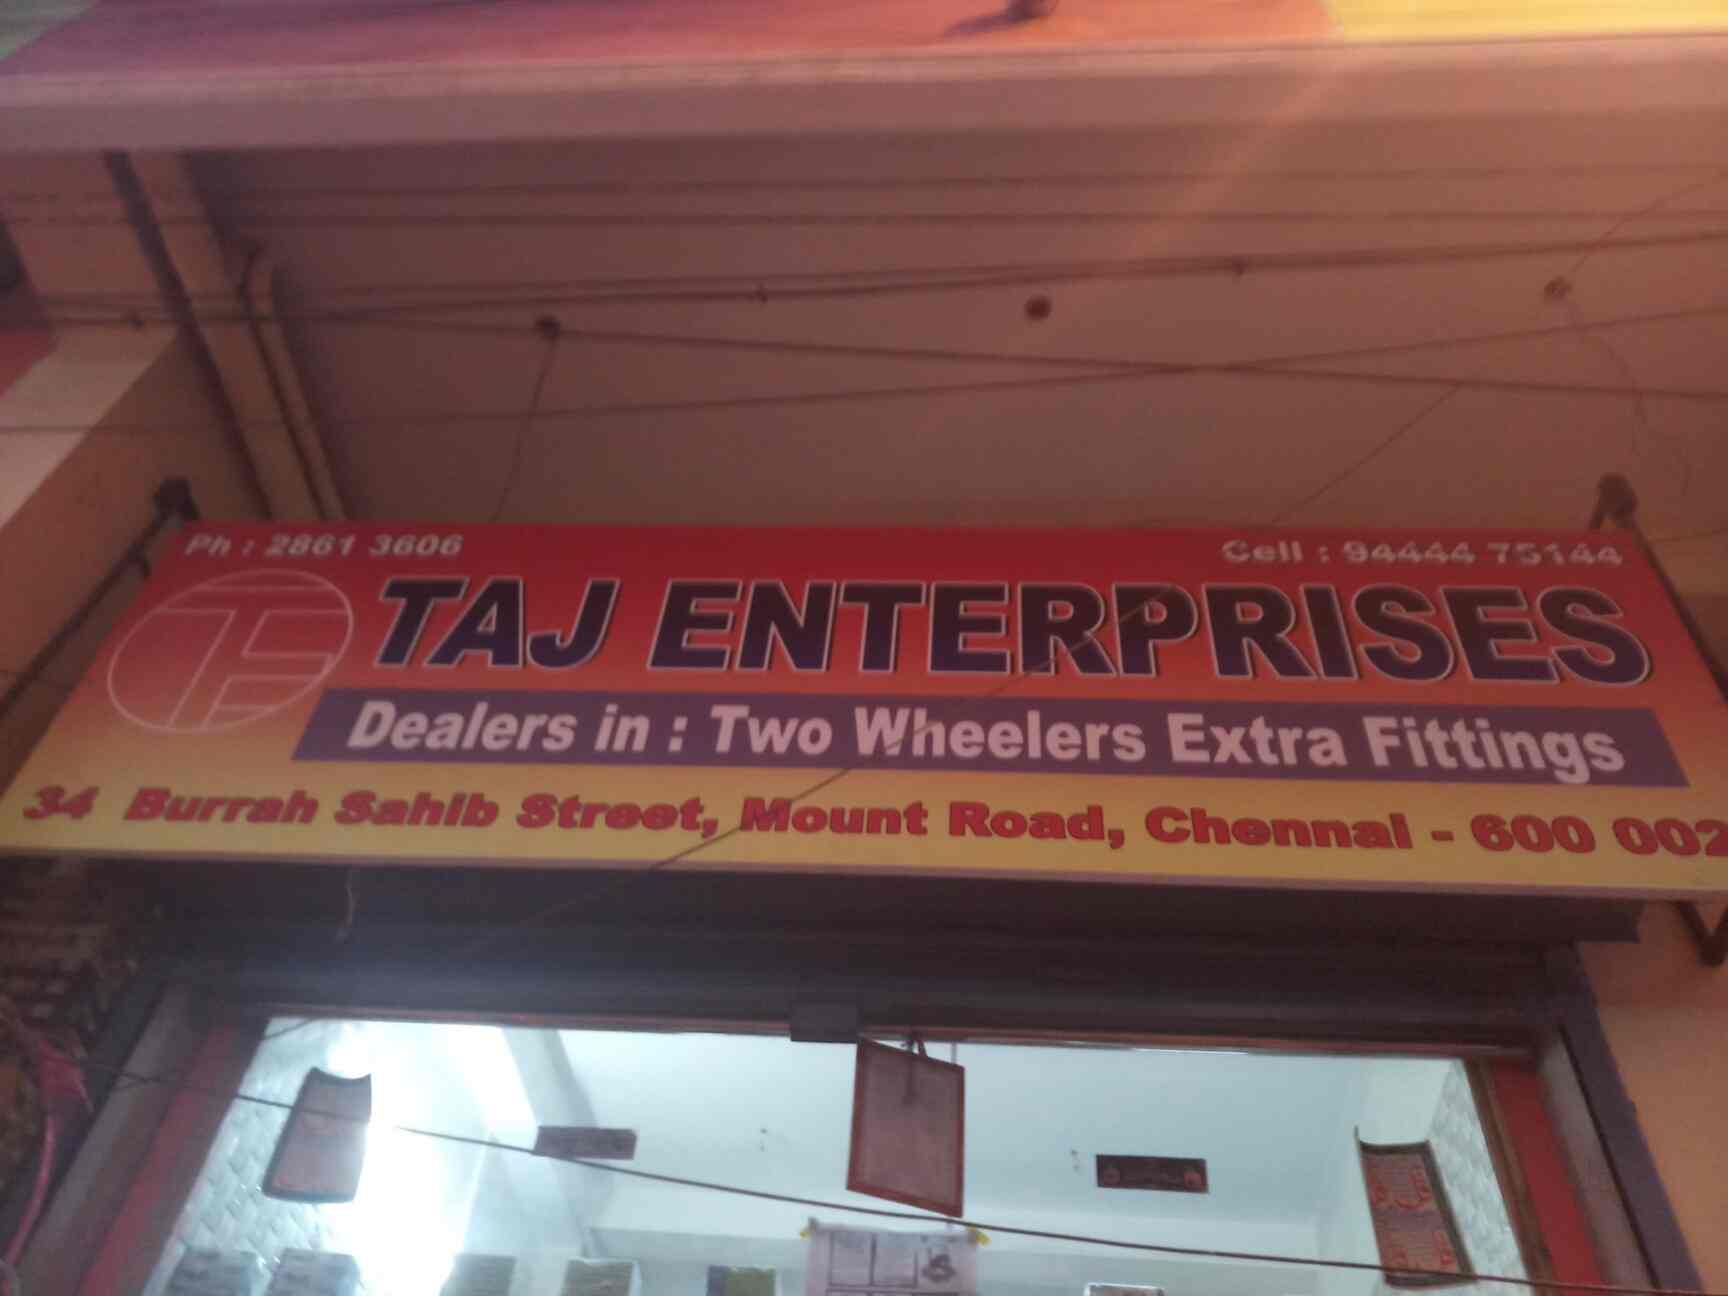 Ph : 2861 3606
Cell : 94444 75144
TE
TAJ ENTERPRISES
Dealers in : Two Wheelers Extra Fittings
34 Burrah Sahib Street, Mount Road, Chennai - 600 002